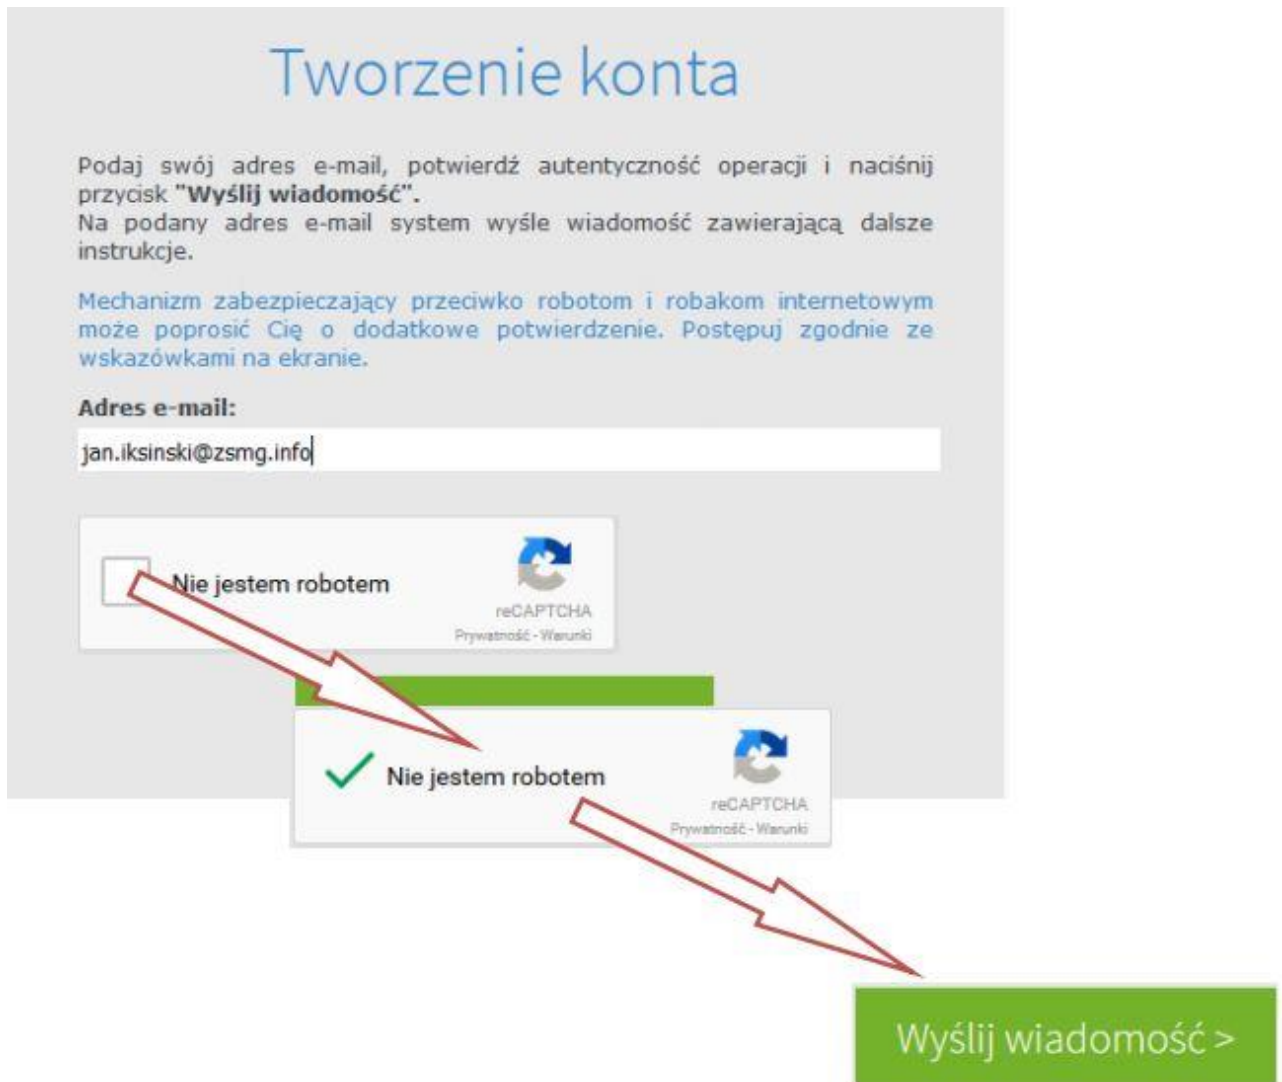 Tworzenie konta
Podaj swój adres e-mail, potwierdź autentyczność operacji i naciśnij
przycisk "Wyślij wiadomość".
Na podany adres e-mail system wyśle wiadomość zawierającą dalsze
instrukcje.
Mechanizm zabezpieczający przeciwko robotom i robakom internetowym
może poprosić Cię o dodatkowe potwierdzenie. Postępuj zgodnie ze
wskazówkami na ekranie.
Adres e-mail:
jan.iksinski@zsmg.info
Nie jestem robotem
reCAPTCHA
Prywatność - Warunki
Nie jestem robotem
reCAPTCHA
Prywatność - Warunki
Wyślij wiadomość >